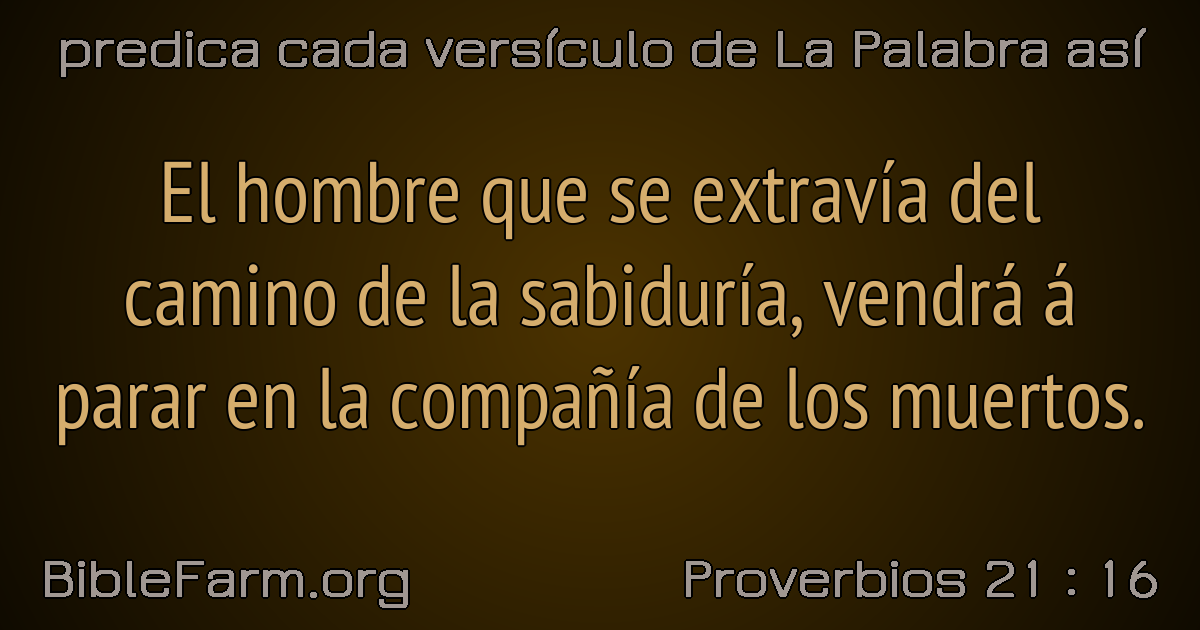 predica cada versículo de La Palabra así
El hombre que se extravía del
camino de la sabiduría, vendrá á
parar en la compañía de los muertos.
BibleFarm.org
Proverbios 21 : 16